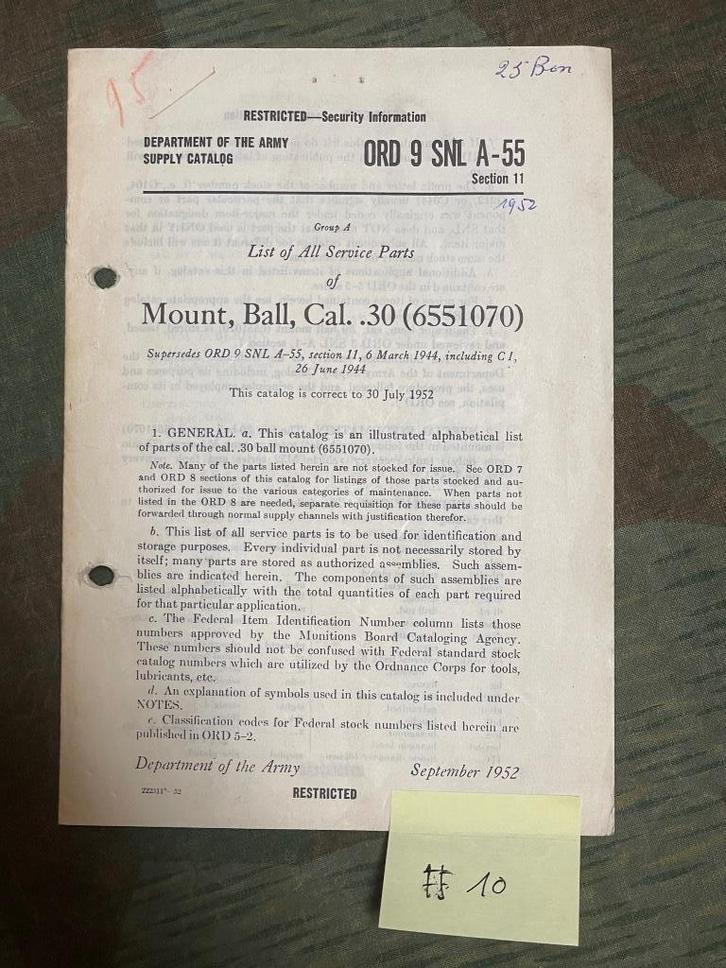 95
25 Bon
RESTRICTED—Security Information
DEPARTMENT OF THE ARMY
SUPPLY CATALOG
ORD 9 SNL A-55
Section 11
1952
Group A
List of All Service Parts
of
Mount, Ball, Cal. .30 (6551070)
Supersedes ORD 9 SNL A-55, section 11, 6 March 1944, including C 1,
26 June 1944
This catalog is correct to 30 July 1952
1. GENERAL. a. This catalog is an illustrated alphabetical list
of parts of the cal. .30 ball mount (6551070).
Note. Many of the parts listed herein are not stocked for issue. See ORD 7
and ORD 8 sections of this catalog for listings of those parts stocked and au-
thorized for issue to the various categories of maintenance. When parts not
listed in the ORD 8 are needed, separate requisition for these parts should be
forwarded through normal supply channels with justification therefor.
b. This list of all service parts is to be used for identification and
storage purposes. Every individual part is not necessarily stored by
itself; many parts are stored as authorized assemblies. Such assem-
blies are indicated herein. The components of such assemblies are
listed alphabetically with the total quantities of each part required
for that particular application.
c. The Federal Item Identification Number column lists those
numbers approved by the Munitions Board Cataloging Agency.
These numbers should not be confused with Federal standard stock
catalog numbers which are utilized by the Ordnance Corps for tools,
lubricants, etc.
d. An explanation of symbols used in this catalog is included under
NOTES.
e. Classification codes for Federal stock numbers listed herein are
published in ORD 5-2.
Department of the Army
September 1952
222311°—52
RESTRICTED
# 10